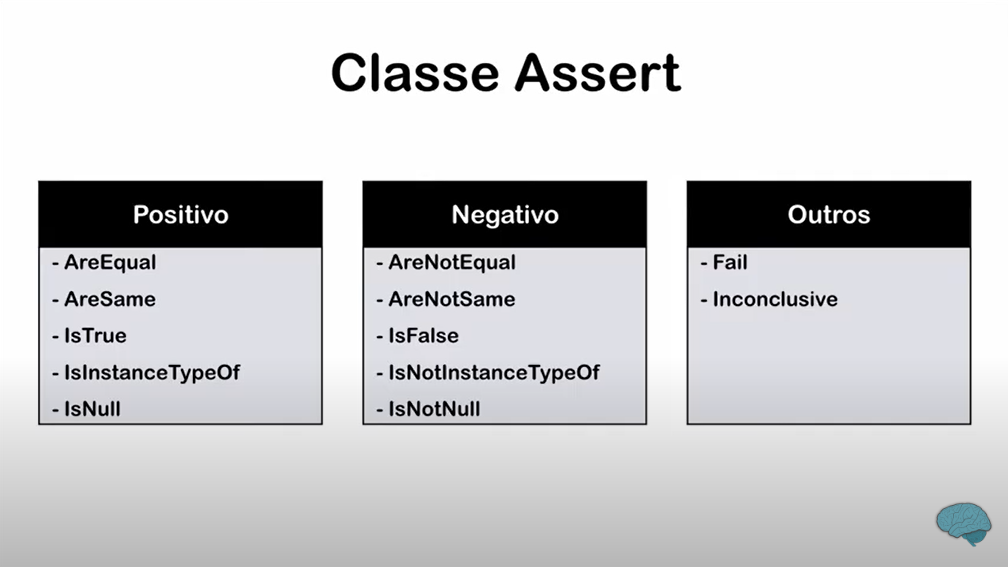 Classe Assert
Positivo
- AreEqual
- AreSame
- IsTrue
- IsInstanceTypeOf
- IsNull
Negativo
- AreNotEqual
- AreNotSame
- IsFalse
- IsNotInstanceTypeOf
- IsNotNull
Outros
- Fail
- Inconclusive